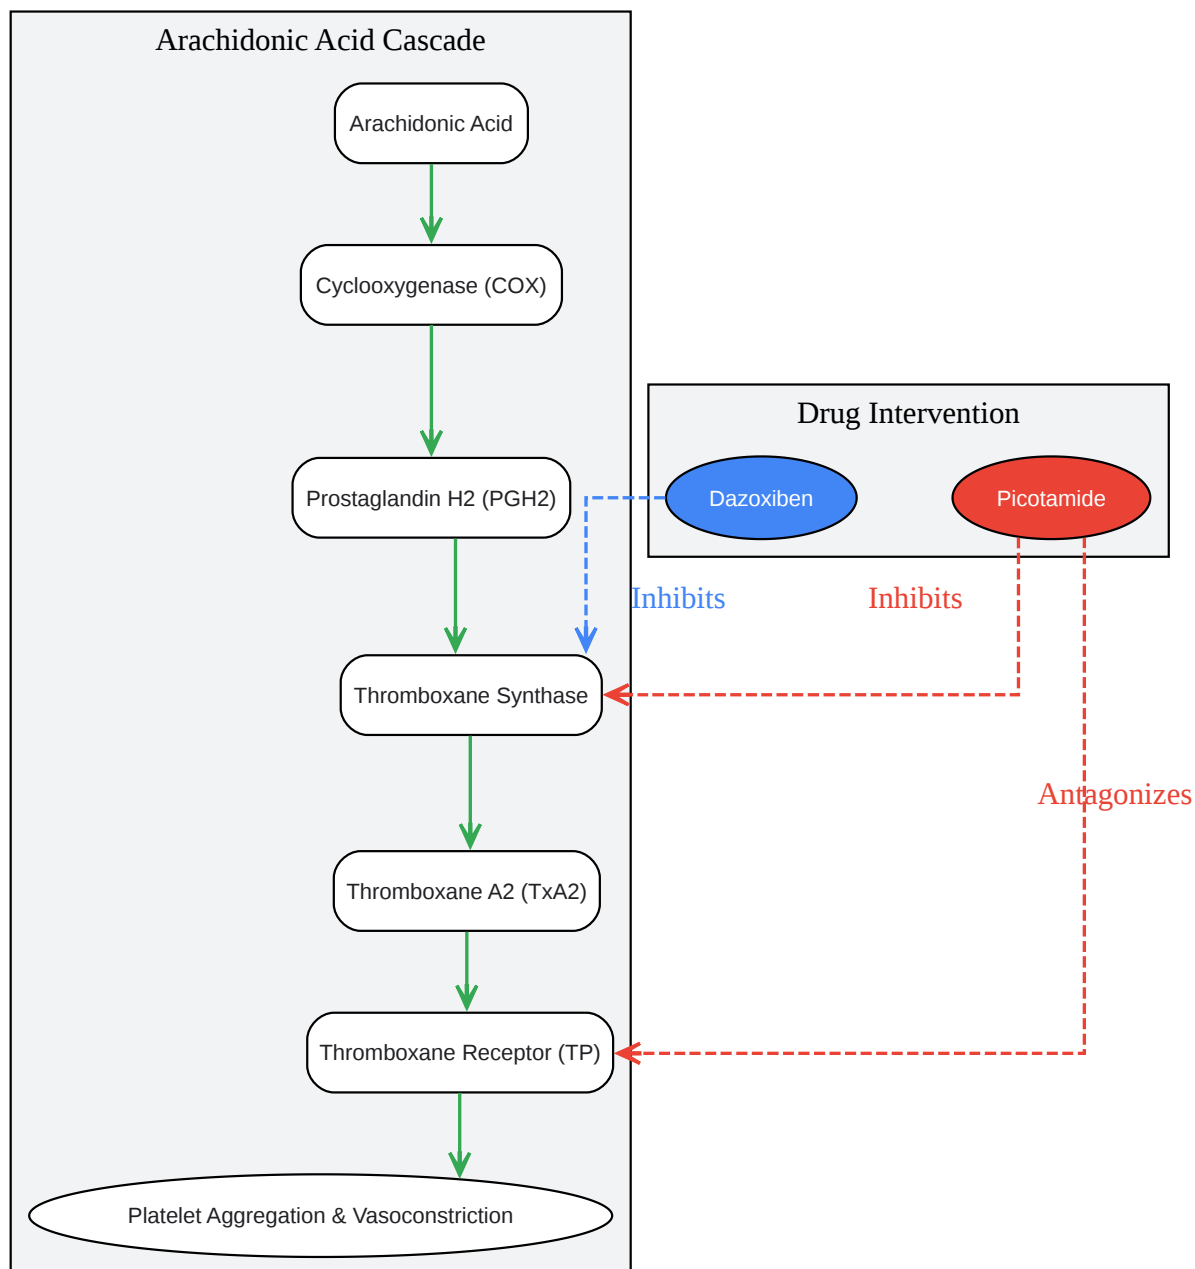 Arachidonic Acid Cascade
Arachidonic Acid
Cyclooxygenase (COX)
Prostaglandin H2 (PGH2)
Thromboxane Synthase
Thromboxane A2 (TxA2)
Thromboxane Receptor (TP)
Platelet Aggregation & Vasoconstriction
Drug Intervention
Dazoxiben
Picotamide
Inhibits
Inhibits
Antagonizes